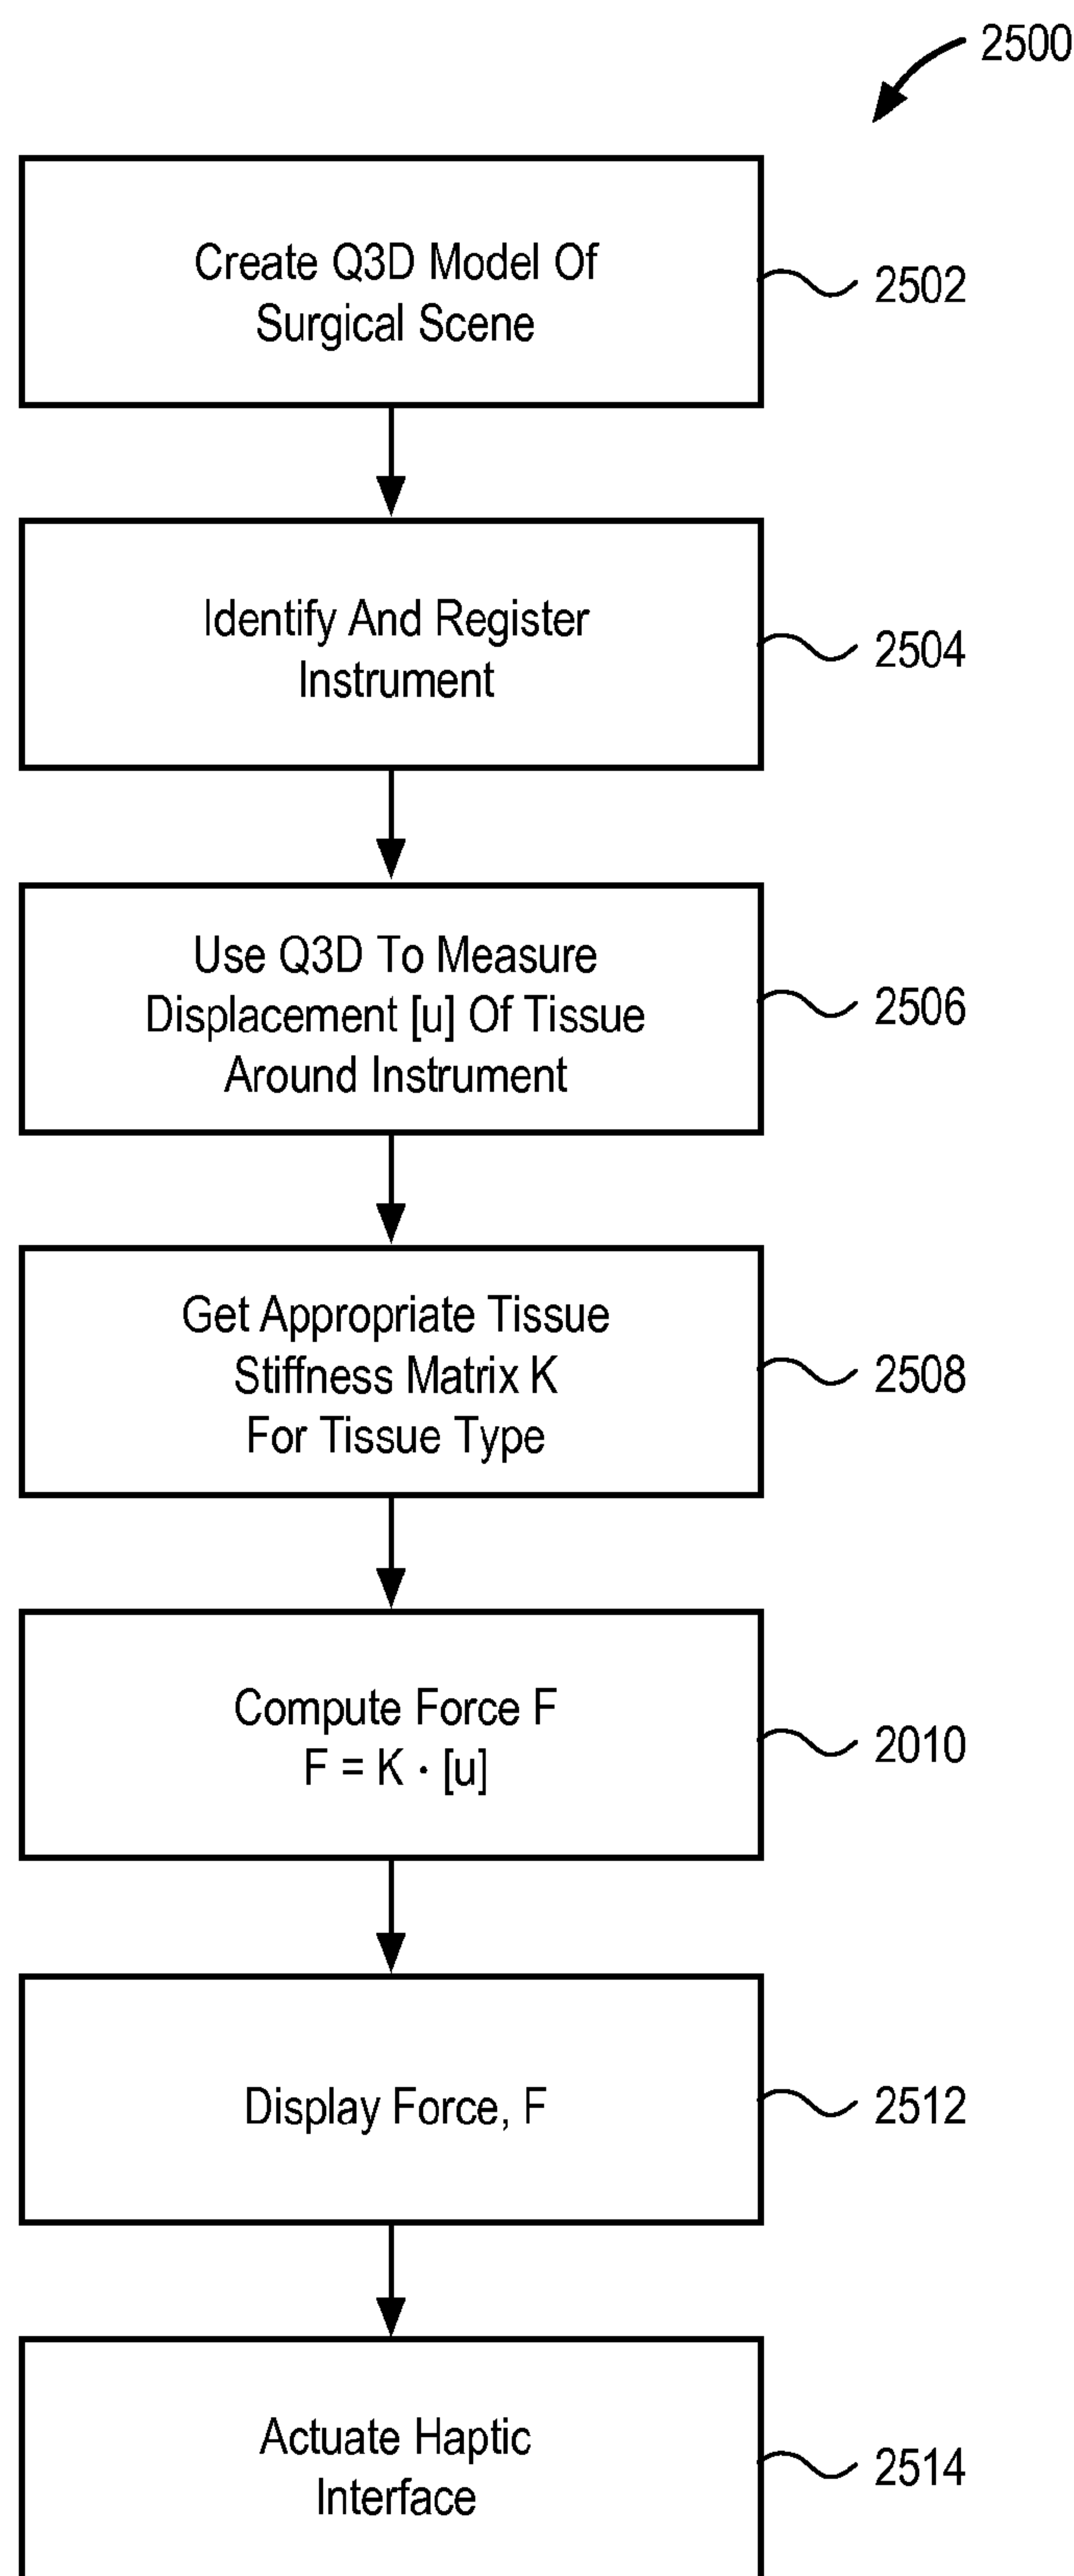 2500
Create Q3D Model Of
Surgical Scene
2502
Identify And Register
Instrument
2504
Use Q3D To Measure
Displacement [u] Of Tissue
Around Instrument
2506
Get Appropriate Tissue
Stiffness Matrix K
For Tissue Type
2508
Compute Force F
F = K · [u]
2010
Display Force, F
2512
Actuate Haptic
Interface
2514